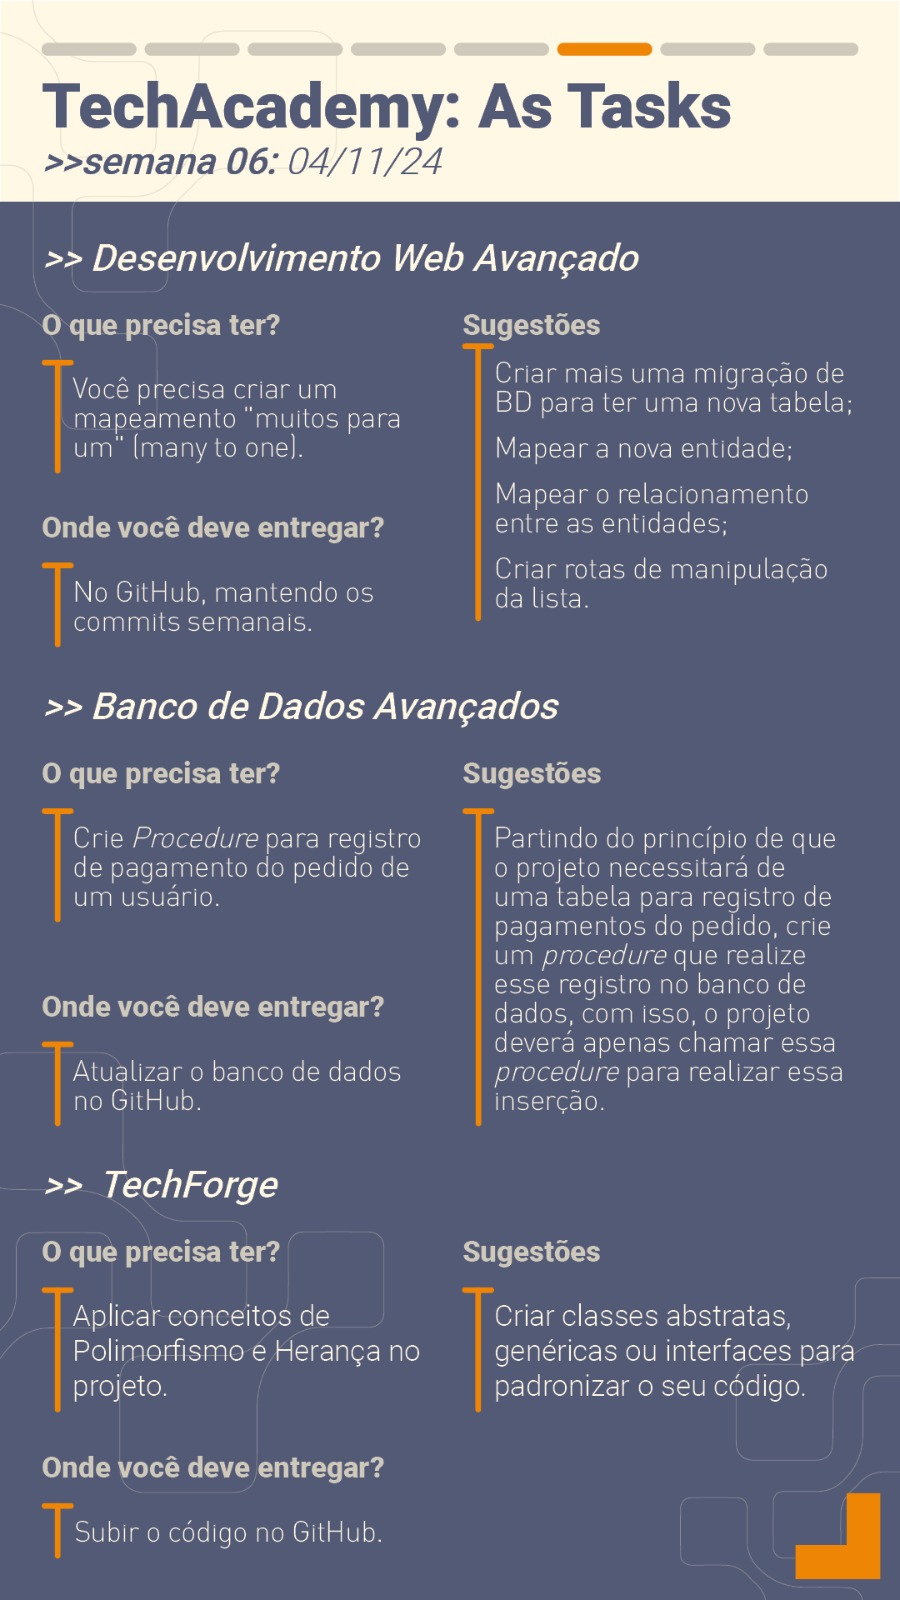 TechAcademy: As Tasks
>>semana 06: 04/11/24
>> Desenvolvimento Web Avançado
O que precisa ter?
Você precisa criar um
mapeamento "muitos para
um" (many to one).
Onde você deve entregar?
No GitHub, mantendo os
commits semanais.
Sugestões
Criar mais uma migração de
BD para ter uma nova tabela;
Mapear a nova entidade;
Mapear o relacionamento
entre as entidades;
Criar rotas de manipulação
da lista.
>> Banco de Dados Avançados
O que precisa ter?
Crie Procedure para registro
de pagamento do pedido de
um usuário.
Onde você deve entregar?
Atualizar o banco de dados
no GitHub.
Sugestões
Partindo do princípio de que
o projeto necessitará de
uma tabela para registro de
pagamentos do pedido, crie
um procedure que realize
esse registro no banco de
dados, com isso, o projeto
deverá apenas chamar essa
procedure para realizar essa
inserção.
>> TechForge
O que precisa ter?
Aplicar conceitos de
Polimorfismo e Herança no
projeto.
Onde você deve entregar?
Subir o código no GitHub.
Sugestões
Criar classes abstratas,
genéricas ou interfaces para
padronizar o seu código.